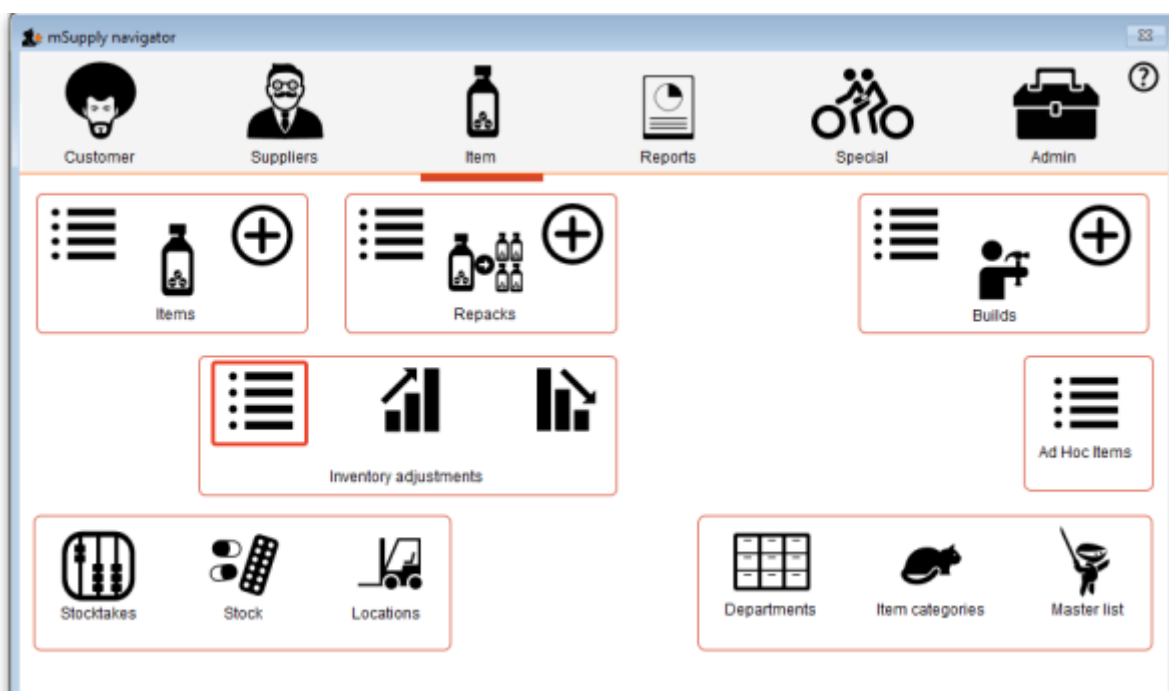 mSupply navigator
Customer
Suppliers
Item
Reports
Special
Admin
?
Items
Repacks
Builds
Inventory adjustments
Ad Hoc Items
Stocktakes
Stock
Locations
Departments
Item categories
Master list